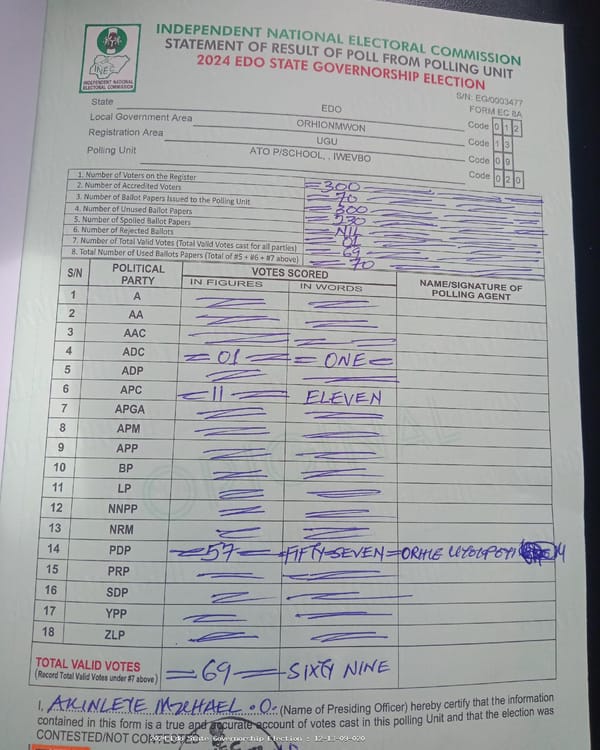 INDEPENDENT NATIONAL ELECTORAL COMMISSION
STATEMENT OF RESULT OF POLL FROM POLLING UNIT
2024 EDO STATE GOVERNORSHIP ELECTION
INEC
INDEPENDENT NATIONAL
ELECTORAL COMMISSION
S/N: EG/0003477
FORM EC 8A
State EDO Code 0 1 2
Local Government Area ORHIONMWON Code 1 3
Registration Area UGU Code 0 9
Polling Unit ATO P/SCHOOL, , IWEVBO Code 0 2 0
1. Number of Voters on the Register =300
2. Number of Accredited Voters =70
3. Number of Ballot Papers Issued to the Polling Unit =300
4. Number of Unused Ballot Papers =230
5. Number of Spoiled Ballot Papers =NIL
6. Number of Rejected Ballots =01
7. Number of Total Valid Votes (Total Valid Votes cast for all parties) =69
8. Total Number of Used Ballots Papers (Total of #5 + #6 + #7 above) =70
S/N POLITICAL PARTY VOTES SCORED NAME/SIGNATURE OF POLLING AGENT
IN FIGURES IN WORDS
1 A
2 AA
3 AAC
4 ADC =01= =ONE=
5 ADP
6 APC =11= ELEVEN
7 APGA
8 APM
9 APP
10 BP
11 LP
12 NNPP
13 NRM
14 PDP =57= FIFTY-SEVEN=
15 PRP
16 SDP
17 YPP
18 ZLP
TOTAL VALID VOTES =69= SIXTY NINE
(Record Total Valid Votes under #7 above)
I, AKINLEYE MICHAEL .O. (Name of Presiding Officer) hereby certify that the information
contained in this form is a true and accurate account of votes cast in this polling Unit and that the election was
CONTESTED/NOT CONTESTED
2024 Edo State Governorship Election : 12-13-09-020
ORIGINAL